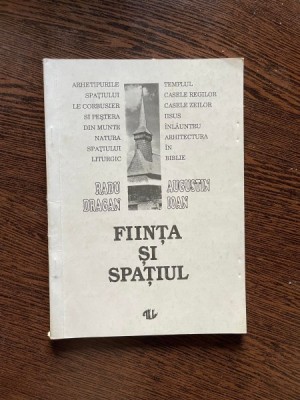 ARHETIPURILE
SPAȚIULUI
LE CORBUSIER
ȘI PEȘTERA
DIN MUNTE
NATURA
SPAȚIULUI
LITURGIC
TEMPLUL
CASELE REGILOR
CASELE ZEILOR
IISUS
ÎNLĂUNTRU
ARHITECTURA
ÎN
BIBLIE
RADU
DRAGAN
AUGUSTIN
IOAN
FIINȚA
ȘI
SPAȚIUL